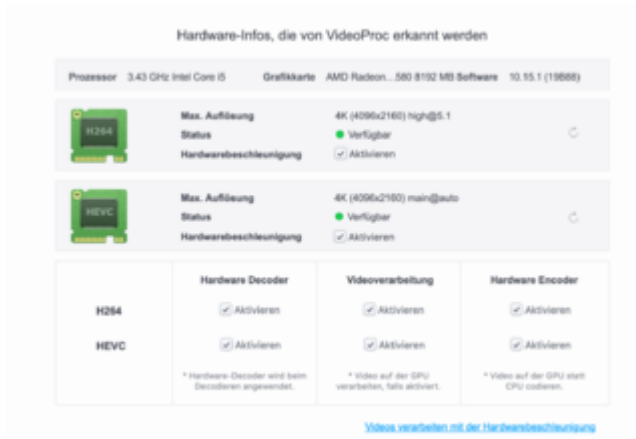 Hardware-Infos, die von VideoProc erkannt werden
Prozessor 3.43 GHz Intel Core i5 Grafikkarte AMD Radeon...580 8192 MB Software 10.15.1 (19B88)
Max. Auflösung 4K (4096x2160) high@5.1
H264 Status Verfügbar
Hardwarebeschleunigung Aktivieren
Max. Auflösung 4K (4096x2160) main@auto
HEVC Status Verfügbar
Hardwarebeschleunigung Aktivieren
Hardware Decoder Videoverarbeitung Hardware Encoder
H264 Aktivieren Aktivieren Aktivieren
HEVC Aktivieren Aktivieren Aktivieren
* Hardware-Decoder wird beim * Video auf der GPU * Video auf der GPU statt
Decodieren angewendet. verarbeiten, falls aktiviert. CPU codieren.
Videos verarbeiten mit der Hardwarebeschleunigung